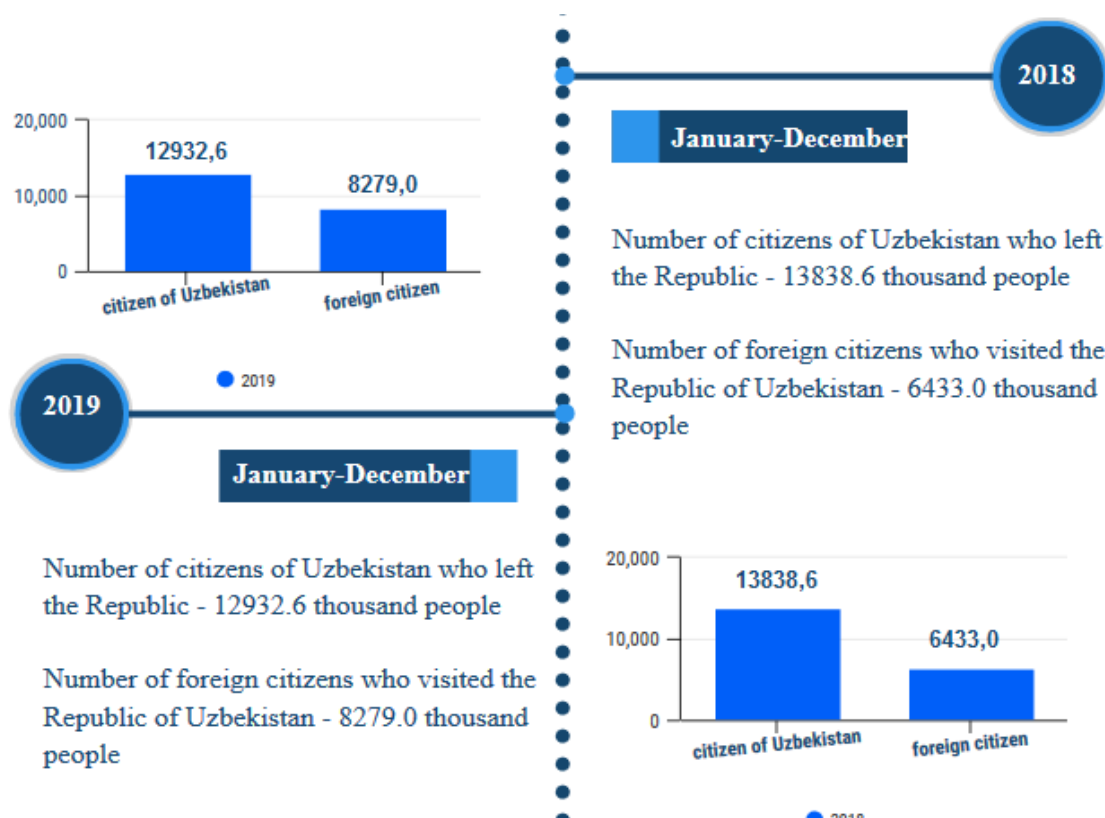 2018
January-December
Number of citizens of Uzbekistan who left
the Republic - 13838.6 thousand people
Number of foreign citizens who visited the
Republic of Uzbekistan - 6433.0 thousand
people
20,000
13838,6
10,000
6433,0
0
citizen of Uzbekistan
foreign citizen
20,000
12932,6
8279,0
10,000
0
citizen of Uzbekistan
foreign citizen
2019
2019
January-December
Number of citizens of Uzbekistan who left
the Republic - 12932.6 thousand people
Number of foreign citizens who visited the
Republic of Uzbekistan - 8279.0 thousand
people